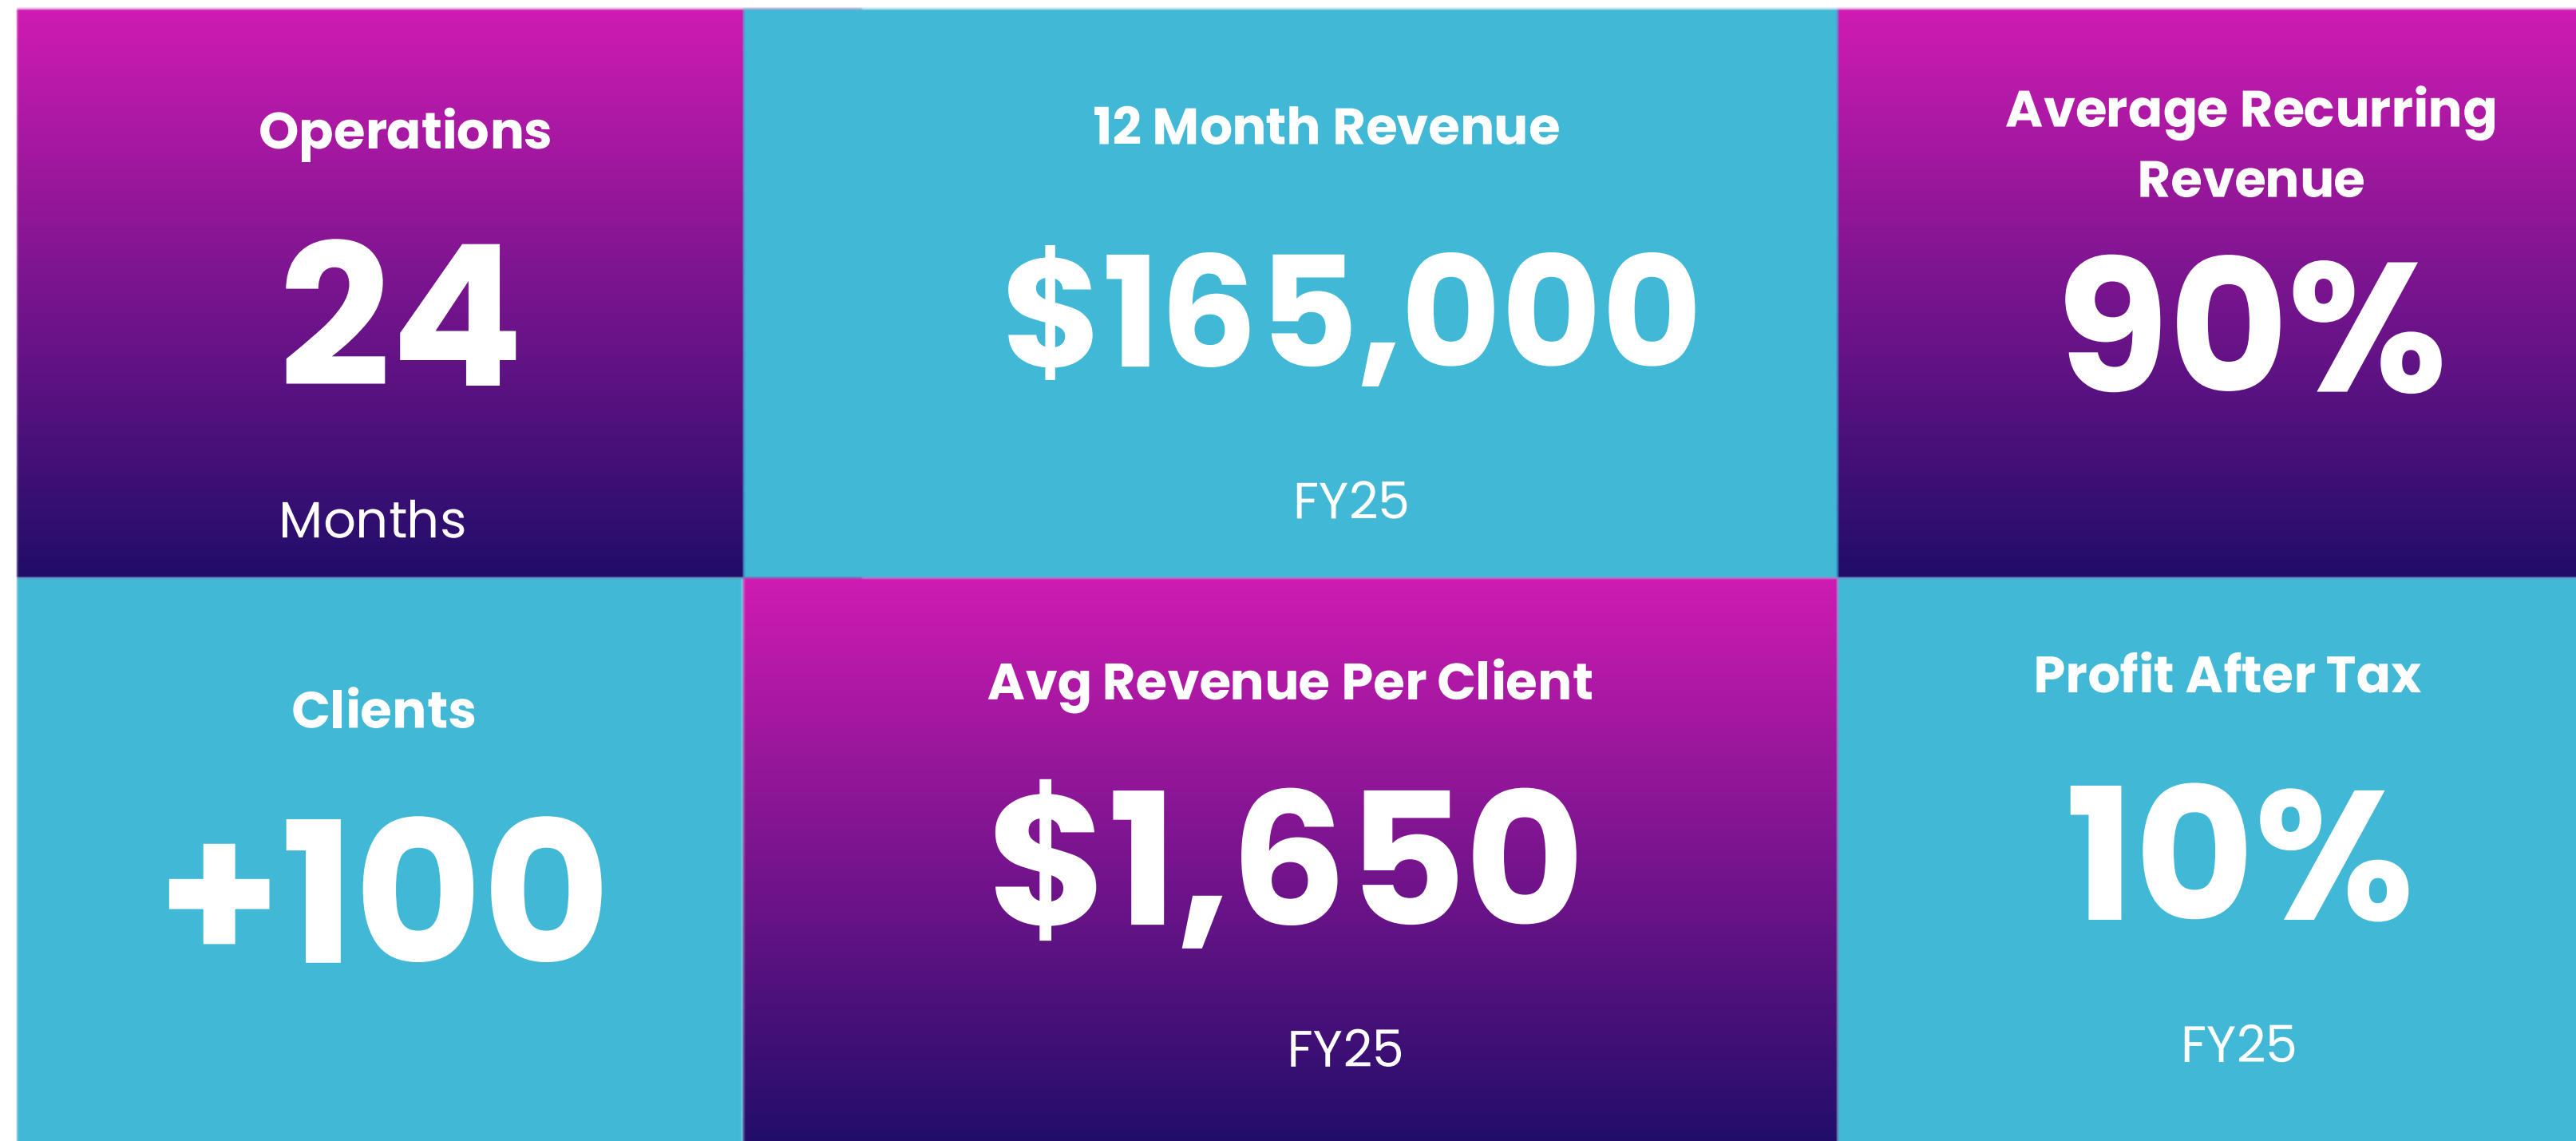 Operations
24
Months
12 Month Revenue
$165,000
FY25
Average Recurring
Revenue
90%
Clients
+100
Avg Revenue Per Client
$1,650
FY25
Profit After Tax
10%
FY25